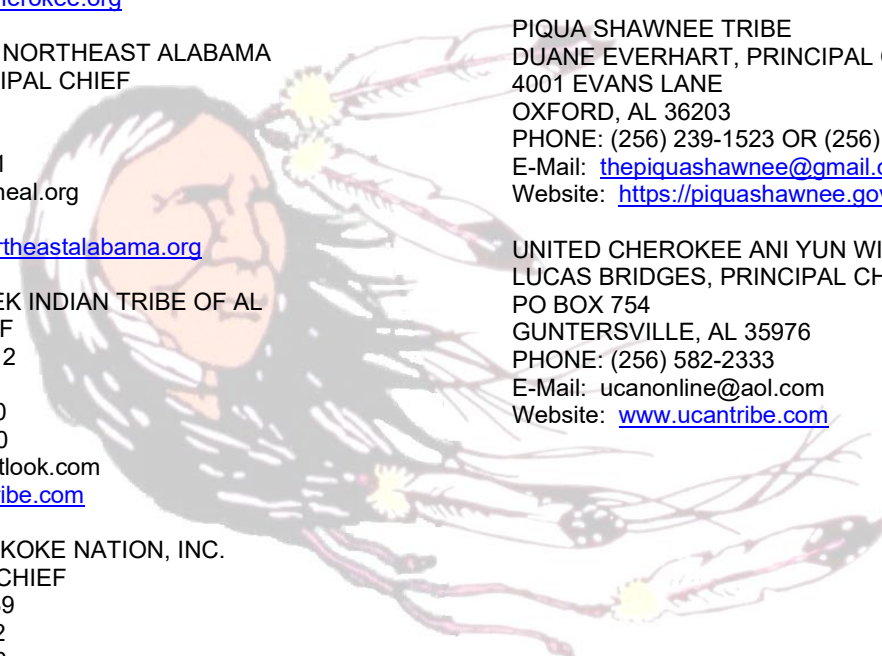 herokee.org
NORTHEAST ALABAMA
IPAL CHIEF
1
neal.org
rtheastalabama.org
EK INDIAN TRIBE OF AL
F
12
0
0
tlook.com
ribe.com
KOKE NATION, INC.
CHIEF
9
2
PIQUA SHAWNEE TRIBE
DUANE EVERHART, PRINCIPAL
4001 EVANS LANE
OXFORD, AL 36203
PHONE: (256) 239-1523 OR (256)
E-Mail: thepiquashawnee@gmail.c
Website: https://piquashawnee.gov
UNITED CHEROKEE ANI YUN WI
LUCAS BRIDGES, PRINCIPAL CH
PO BOX 754
GUNTERSVILLE, AL 35976
PHONE: (256) 582-2333
E-Mail: ucanonline@aol.com
Website: www.ucantribe.com